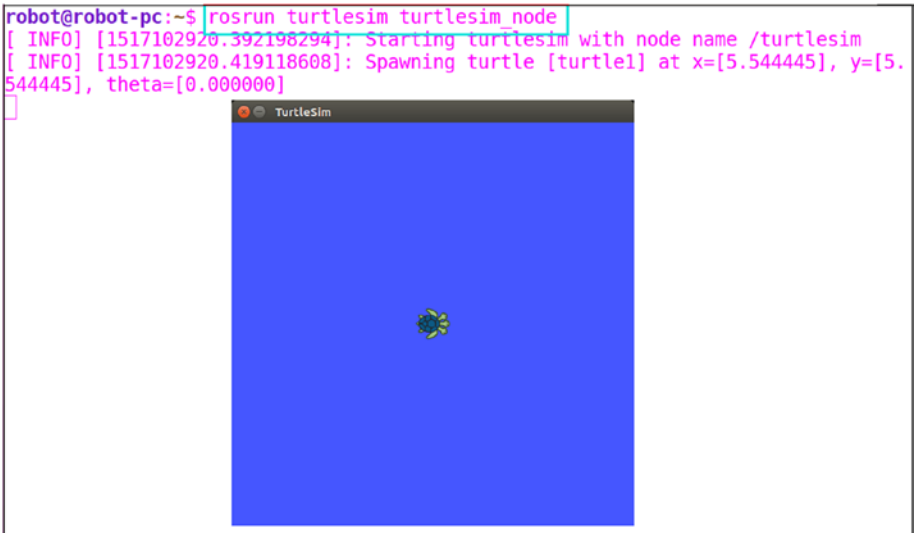 robot@robot-pc:~$ rosrun turtlesim turtlesim_node
[ INFO] [1517102920.392198294]: Starting turtlesim with node name /turtlesim
[ INFO] [1517102920.419118608]: Spawning turtle [turtle1] at x=[5.544445], y=[5.
544445], theta=[0.000000]
TurtleSim